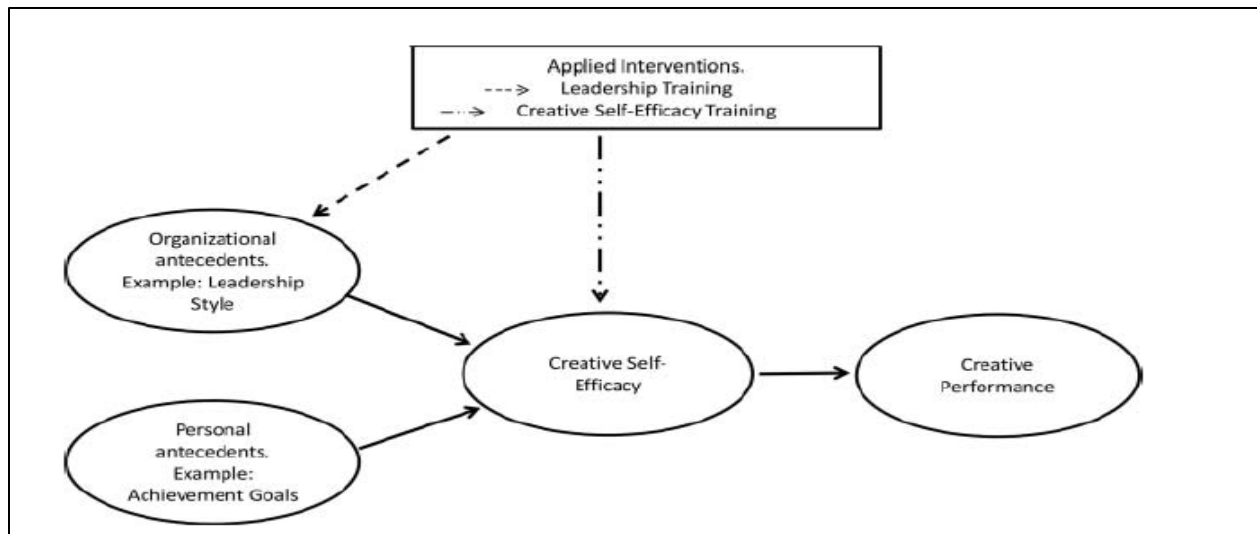 Applied Interventions.
Leadership Training
Creative Self-Efficacy Training
Organizational
antecedents.
Example: Leadership
Style
Creative Self-
Efficacy
Creative
Performance
Personal
antecedents.
Example:
Achievement Goals